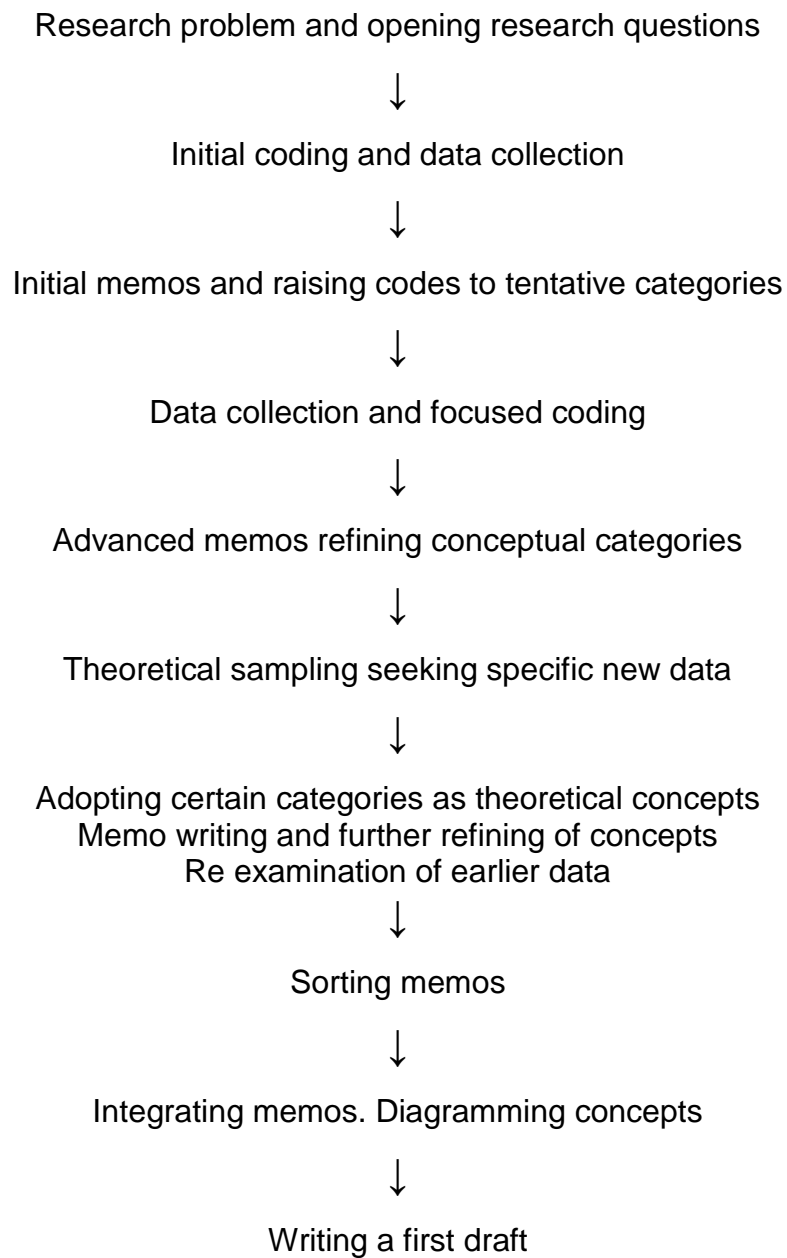 Research problem and opening research questions
↓
Initial coding and data collection
↓
Initial memos and raising codes to tentative categories
↓
Data collection and focused coding
↓
Advanced memos refining conceptual categories
↓
Theoretical sampling seeking specific new data
↓
Adopting certain categories as theoretical concepts
Memo writing and further refining of concepts
Re examination of earlier data
↓
Sorting memos
↓
Integrating memos. Diagramming concepts
↓
Writing a first draft